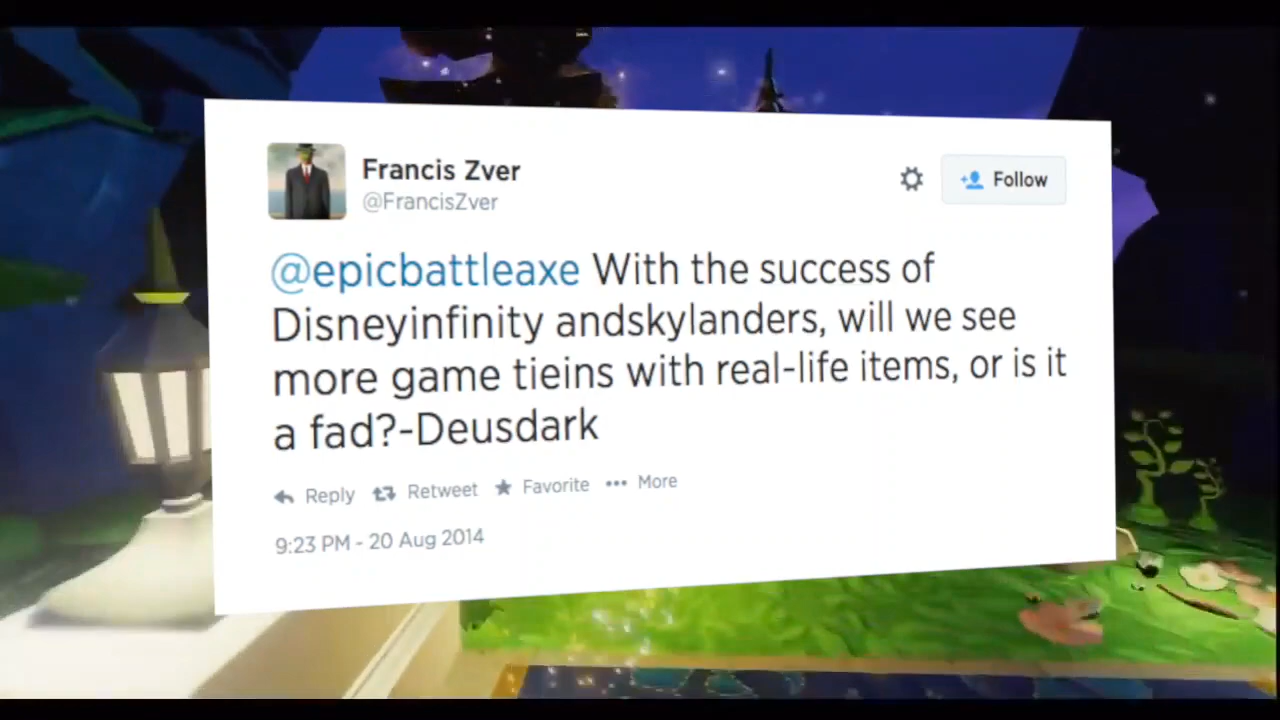 Francis Zver
@FrancisZver
Follow
@epicbattleaxe With the success of
Disneyinfinity andskylanders, will we see
more game tieins with real-life items, or is it
a fad?-Deusdark
Reply Retweet Favorite More
9:23 PM - 20 Aug 2014